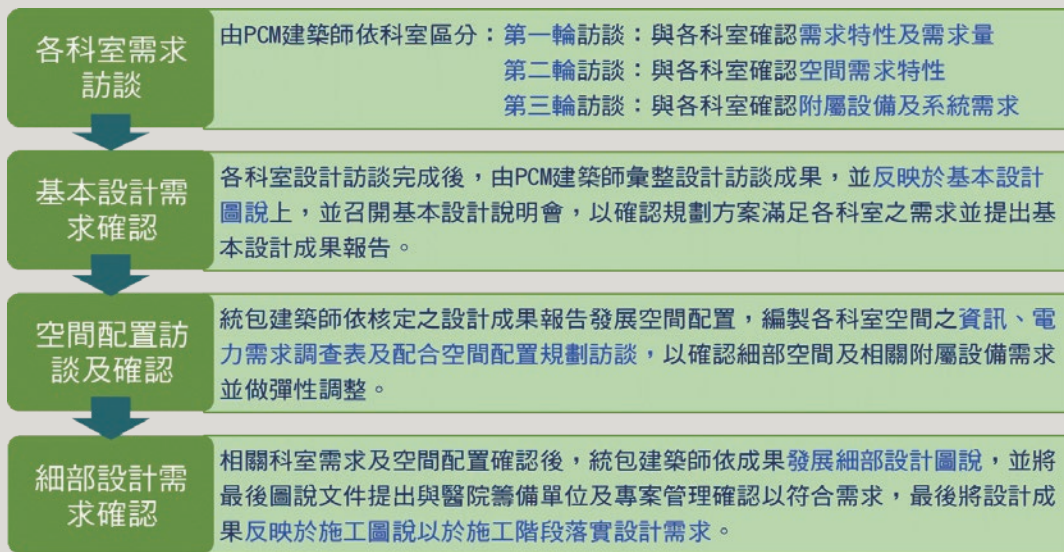 各科室需求
訪談
由PCM建築師依科室區分：第一輪訪談：與各科室確認需求特性及需求量
第二輪訪談：與各科室確認空間需求特性
第三輪訪談：與各科室確認附屬設備及系統需求
基本設計需
求確認
各科室設計訪談完成後，由PCM建築師彙整設計訪談成果，並反映於基本設計
圖說上，並召開基本設計說明會，以確認規劃方案滿足各科室之需求並提出基
本設計成果報告。
空間配置訪
談及確認
統包建築師依核定之設計成果報告發展空間配置，編製各科室空間之資訊、電
力需求調查表及配合空間配置規劃訪談，以確認細部空間及相關附屬設備需求
並做彈性調整。
細部設計需
求確認
相關科室需求及空間配置確認後，統包建築師依成果發展細部設計圖說，並將
最後圖說文件提出與醫院籌備單位及專案管理確認以符合需求，最後將設計成
果反映於施工圖說以於施工階段落實設計需求。